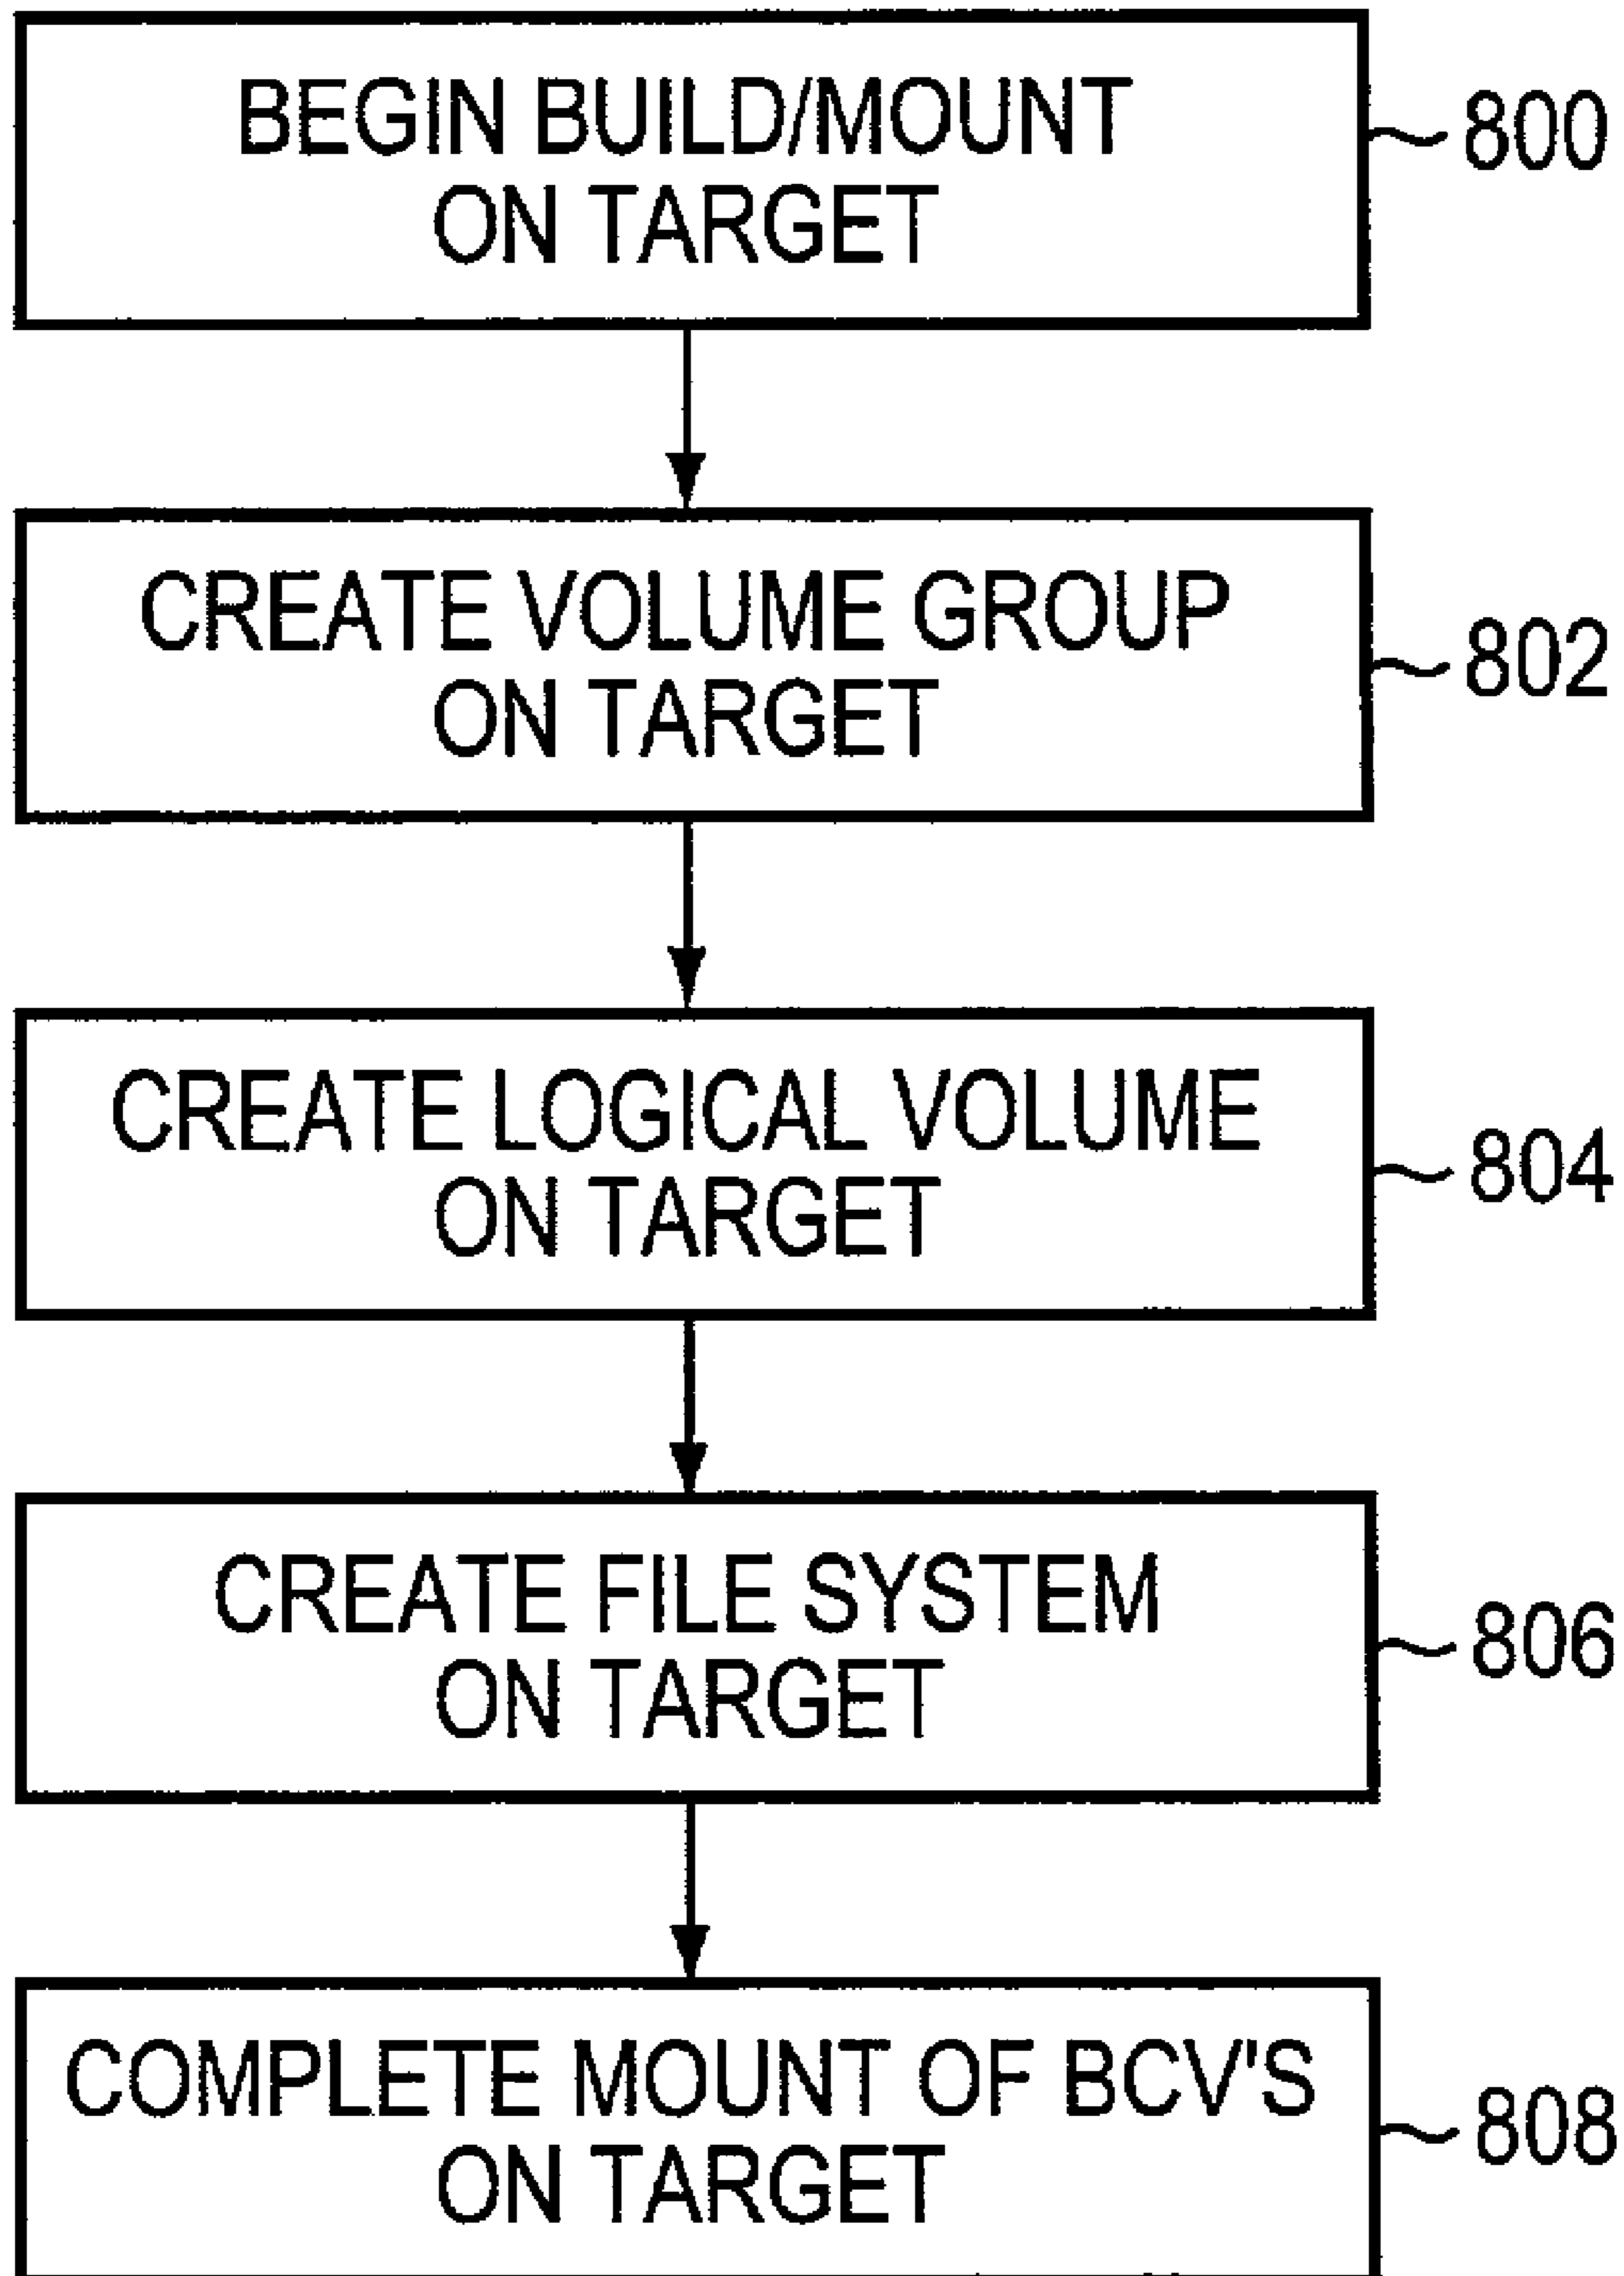 BEGIN BUILD/MOUNT
ON TARGET
800
CREATE VOLUME GROUP
ON TARGET
802
CREATE LOGICAL VOLUME
ON TARGET
804
CREATE FILE SYSTEM
ON TARGET
806
COMPLETE MOUNT OF BCV'S
ON TARGET
808